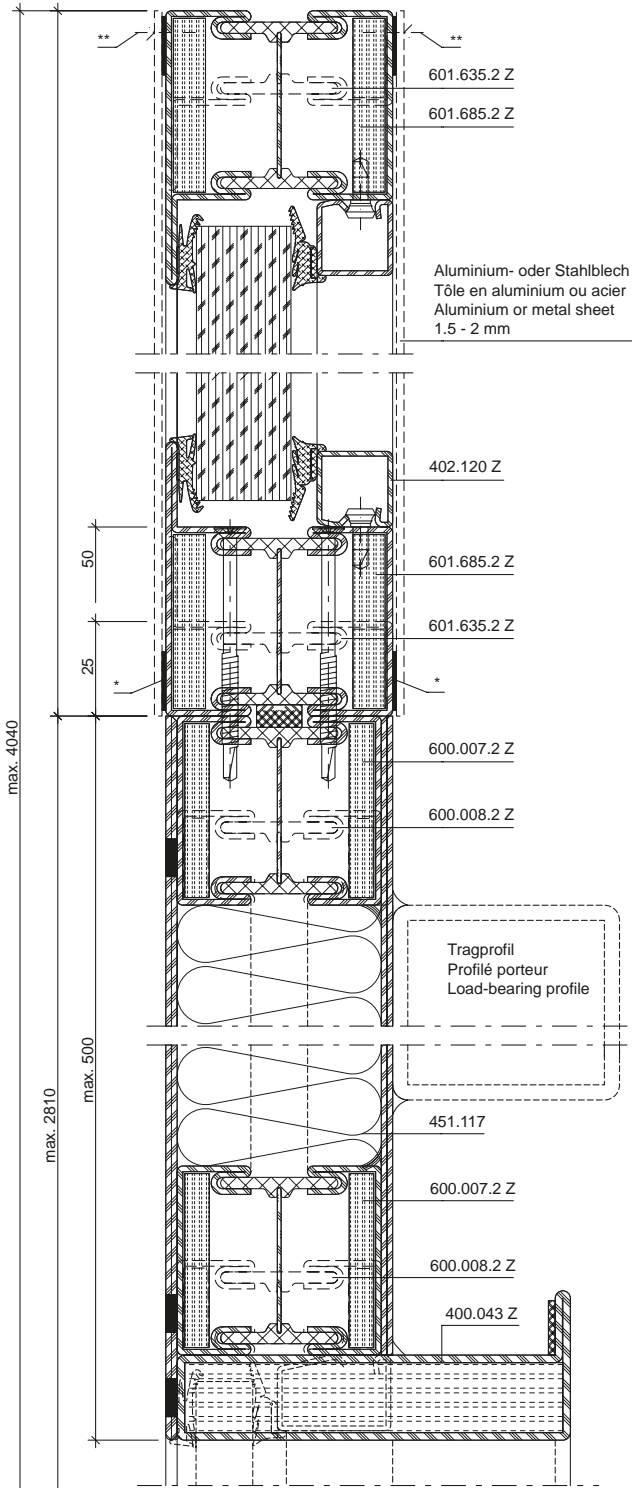 ** **
601.635.2 Z
601.685.2 Z
Aluminium- oder Stahlblech
Tôle en aluminium ou acier
Aluminium or metal sheet
1.5 - 2 mm
402.120 Z
50
601.685.2 Z
601.635.2 Z
25
* *
max. 4040
600.007.2 Z
600.008.2 Z
Tragprofil
Profilé porteur
Load-bearing profile
max. 500
max. 2810
451.117
600.007.2 Z
600.008.2 Z
400.043 Z